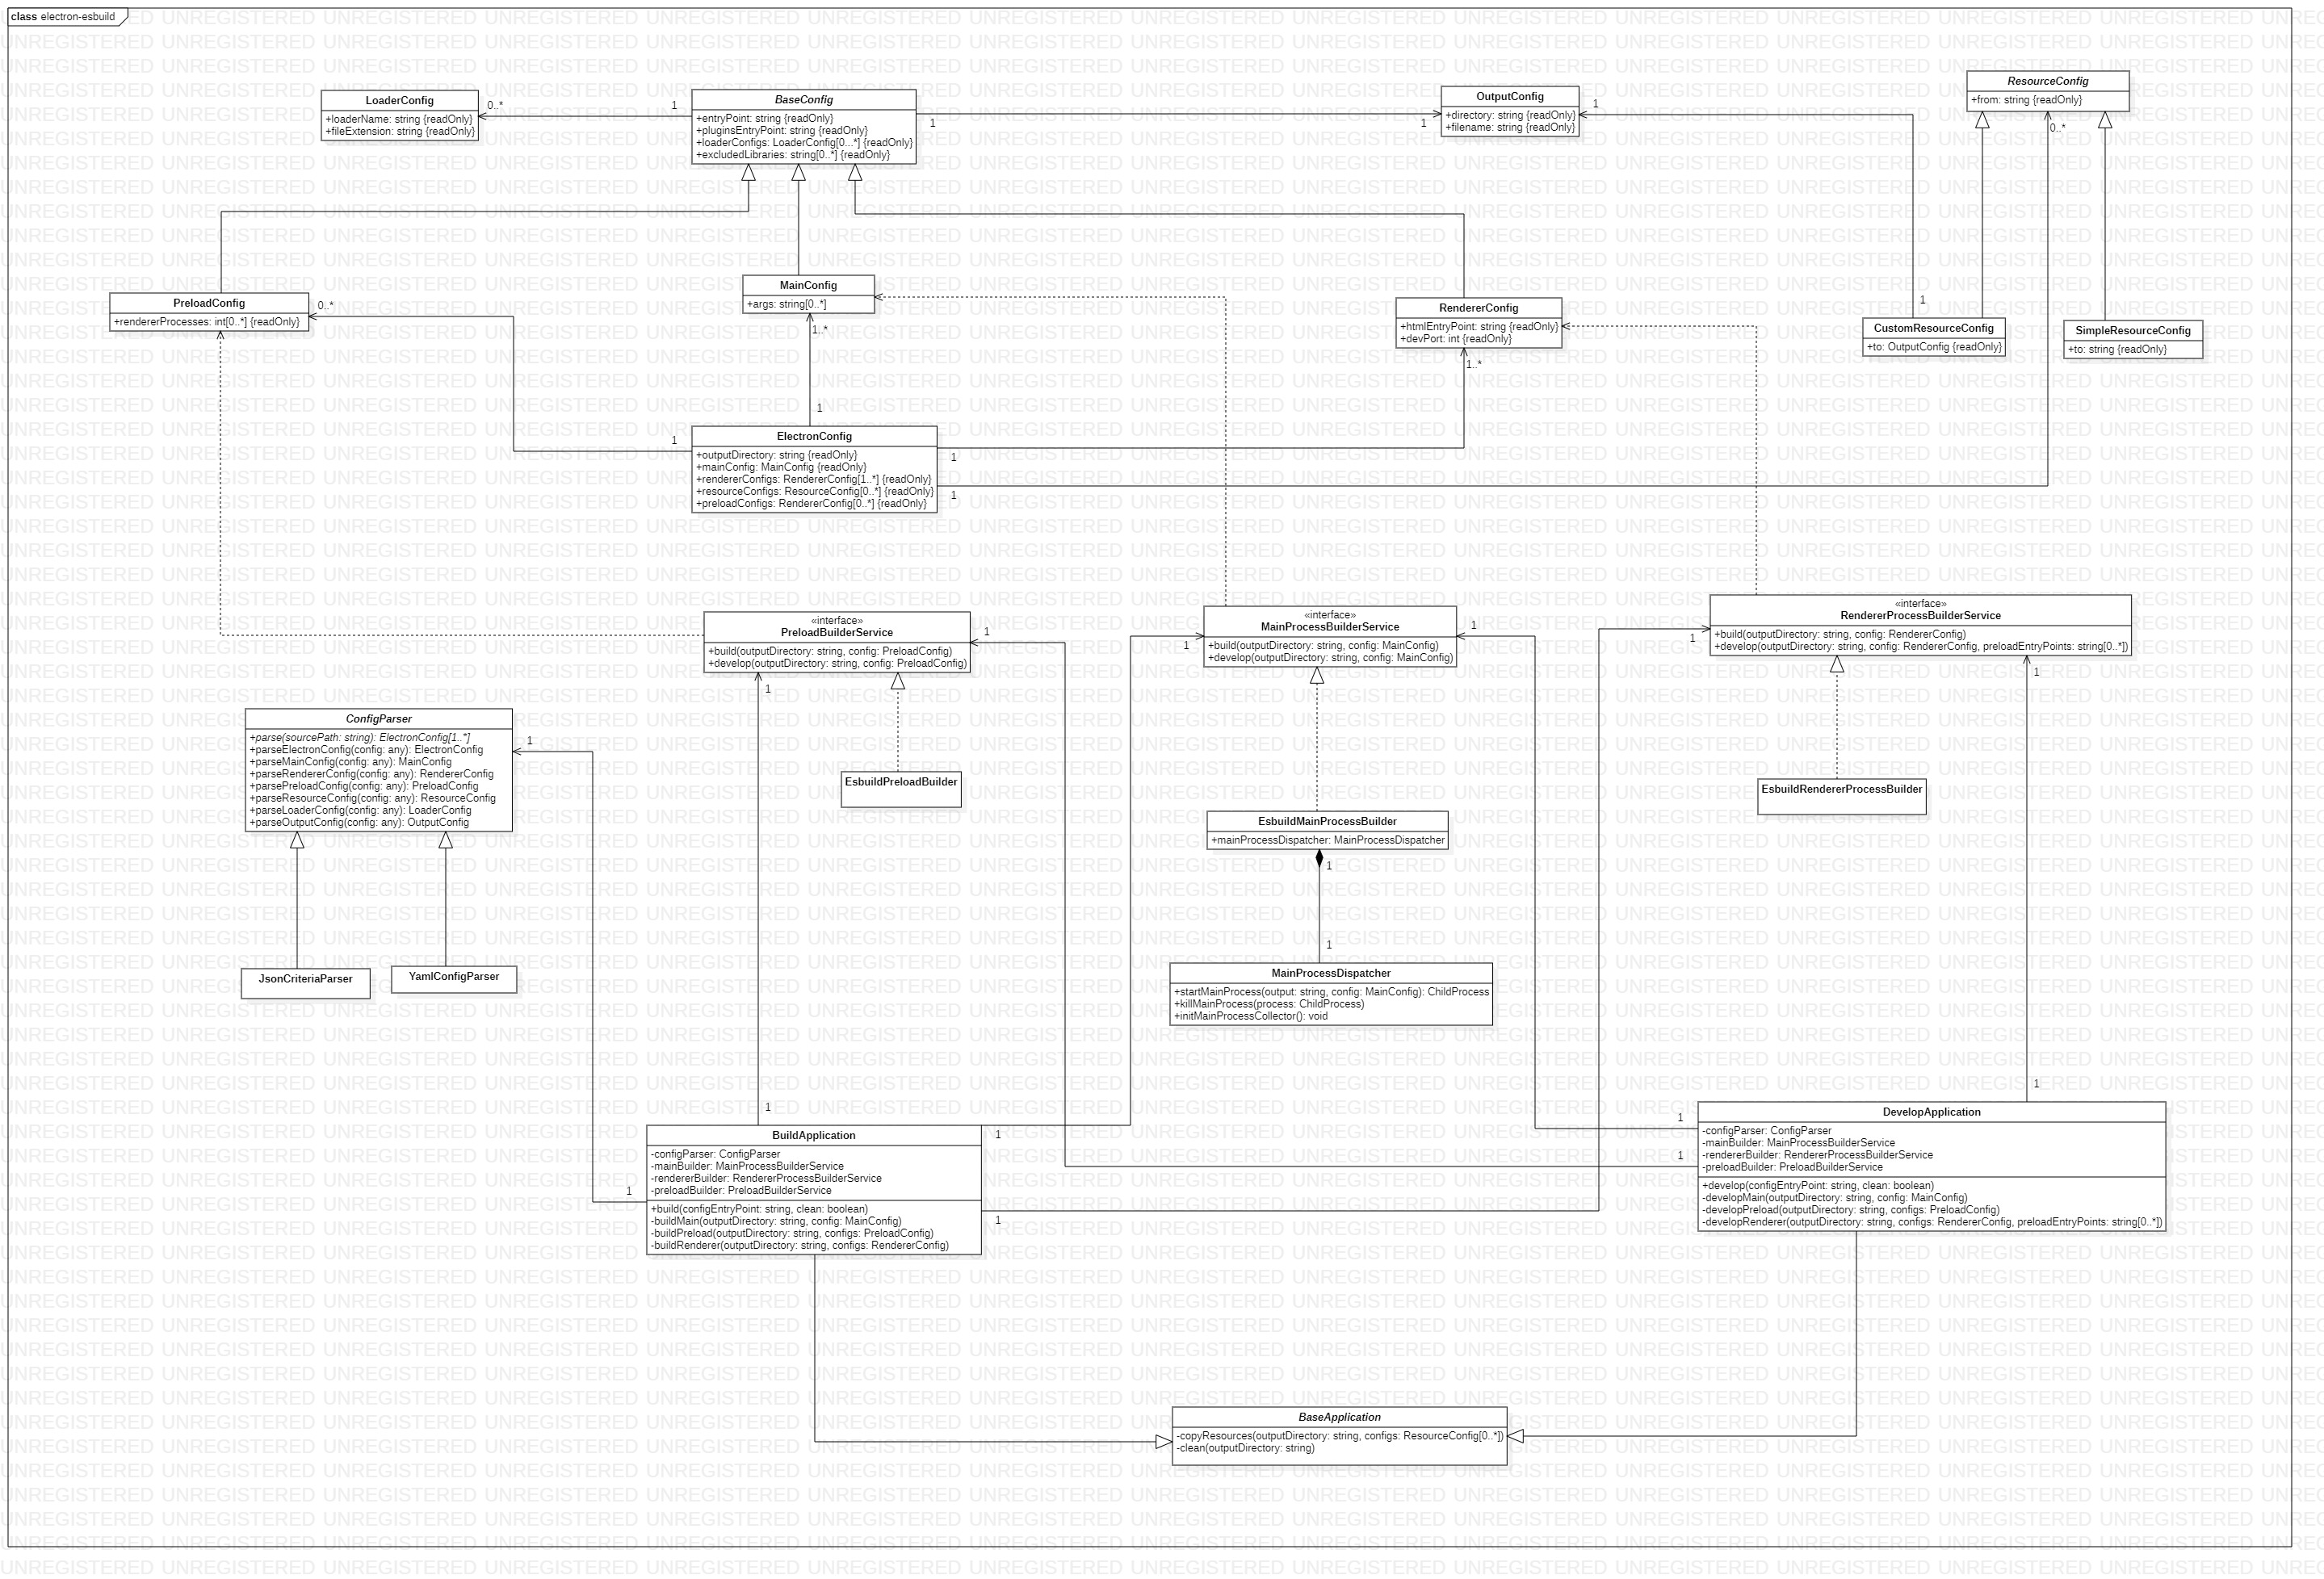 class electron-esbuild
LoaderConfig
+loaderName: string {readOnly}
+fileExtension: string {readOnly}
0..*
1
BaseConfig
+entryPoint: string {readOnly}
+pluginsEntryPoint: string {readOnly}
+loaderConfigs: LoaderConfig[0...*] {readOnly}
+excludedLibraries: string[0..*] {readOnly}
1
1
OutputConfig
+directory: string {readOnly}
+filename: string {readOnly}
1
ResourceConfig
+from: string {readOnly}
0..*
PreloadConfig
+rendererProcesses: int[0..*] {readOnly}
0..*
MainConfig
+args: string[0..*]
1..*
1
RendererConfig
+htmlEntryPoint: string {readOnly}
+devPort: int {readOnly}
1..*
1
CustomResourceConfig
+to: OutputConfig {readOnly}
SimpleResourceConfig
+to: string {readOnly}
1
ElectronConfig
+outputDirectory: string {readOnly}
+mainConfig: MainConfig {readOnly}
+rendererConfigs: RendererConfig[1..*] {readOnly}
+resourceConfigs: ResourceConfig[0..*] {readOnly}
+preloadConfigs: RendererConfig[0..*] {readOnly}
1
1
«interface»
PreloadBuilderService
+build(outputDirectory: string, config: PreloadConfig)
+develop(outputDirectory: string, config: PreloadConfig)
1
1
«interface»
MainProcessBuilderService
+build(outputDirectory: string, config: MainConfig)
+develop(outputDirectory: string, config: MainConfig)
1
1
«interface»
RendererProcessBuilderService
+build(outputDirectory: string, config: RendererConfig)
+develop(outputDirectory: string, config: RendererConfig, preloadEntryPoints: string[0..*])
1
1
ConfigParser
+parse(sourcePath: string): ElectronConfig[1..*]
+parseElectronConfig(config: any): ElectronConfig
+parseMainConfig(config: any): MainConfig
+parseRendererConfig(config: any): RendererConfig
+parsePreloadConfig(config: any): PreloadConfig
+parseResourceConfig(config: any): ResourceConfig
+parseLoaderConfig(config: any): LoaderConfig
+parseOutputConfig(config: any): OutputConfig
1
EsbuildPreloadBuilder
EsbuildRendererProcessBuilder
EsbuildMainProcessBuilder
+mainProcessDispatcher: MainProcessDispatcher
1
1
JsonCriteriaParser
YamlConfigParser
MainProcessDispatcher
+startMainProcess(output: string, config: MainConfig): ChildProcess
+killMainProcess(process: ChildProcess)
+initMainProcessCollector(): void
1
1
BuildApplication
-configParser: ConfigParser
-mainBuilder: MainProcessBuilderService
-rendererBuilder: RendererProcessBuilderService
-preloadBuilder: PreloadBuilderService
+build(configEntryPoint: string, clean: boolean)
-buildMain(outputDirectory: string, config: MainConfig)
-buildPreload(outputDirectory: string, configs: PreloadConfig)
-buildRenderer(outputDirectory: string, configs: RendererConfig)
1
1
1
1
1
DevelopApplication
-configParser: ConfigParser
-mainBuilder: MainProcessBuilderService
-rendererBuilder: RendererProcessBuilderService
-preloadBuilder: PreloadBuilderService
+develop(configEntryPoint: string, clean: boolean)
-developMain(outputDirectory: string, config: MainConfig)
-developPreload(outputDirectory: string, configs: PreloadConfig)
-developRenderer(outputDirectory: string, configs: RendererConfig, preloadEntryPoints: string[0..*])
BaseApplication
-copyResources(outputDirectory: string, configs: ResourceConfig[0..*])
-clean(outputDirectory: string)
UNREGISTERED